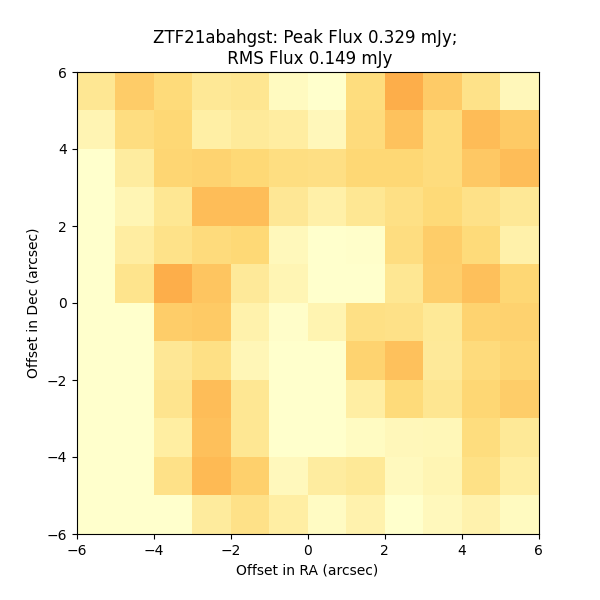 ZTF21abahgst: Peak Flux 0.329 mJy;
RMS Flux 0.149 mJy
6
4
2
0
−2
−4
−6
Offset in Dec (arcsec)
−6 −4 −2 0 2 4 6
Offset in RA (arcsec)